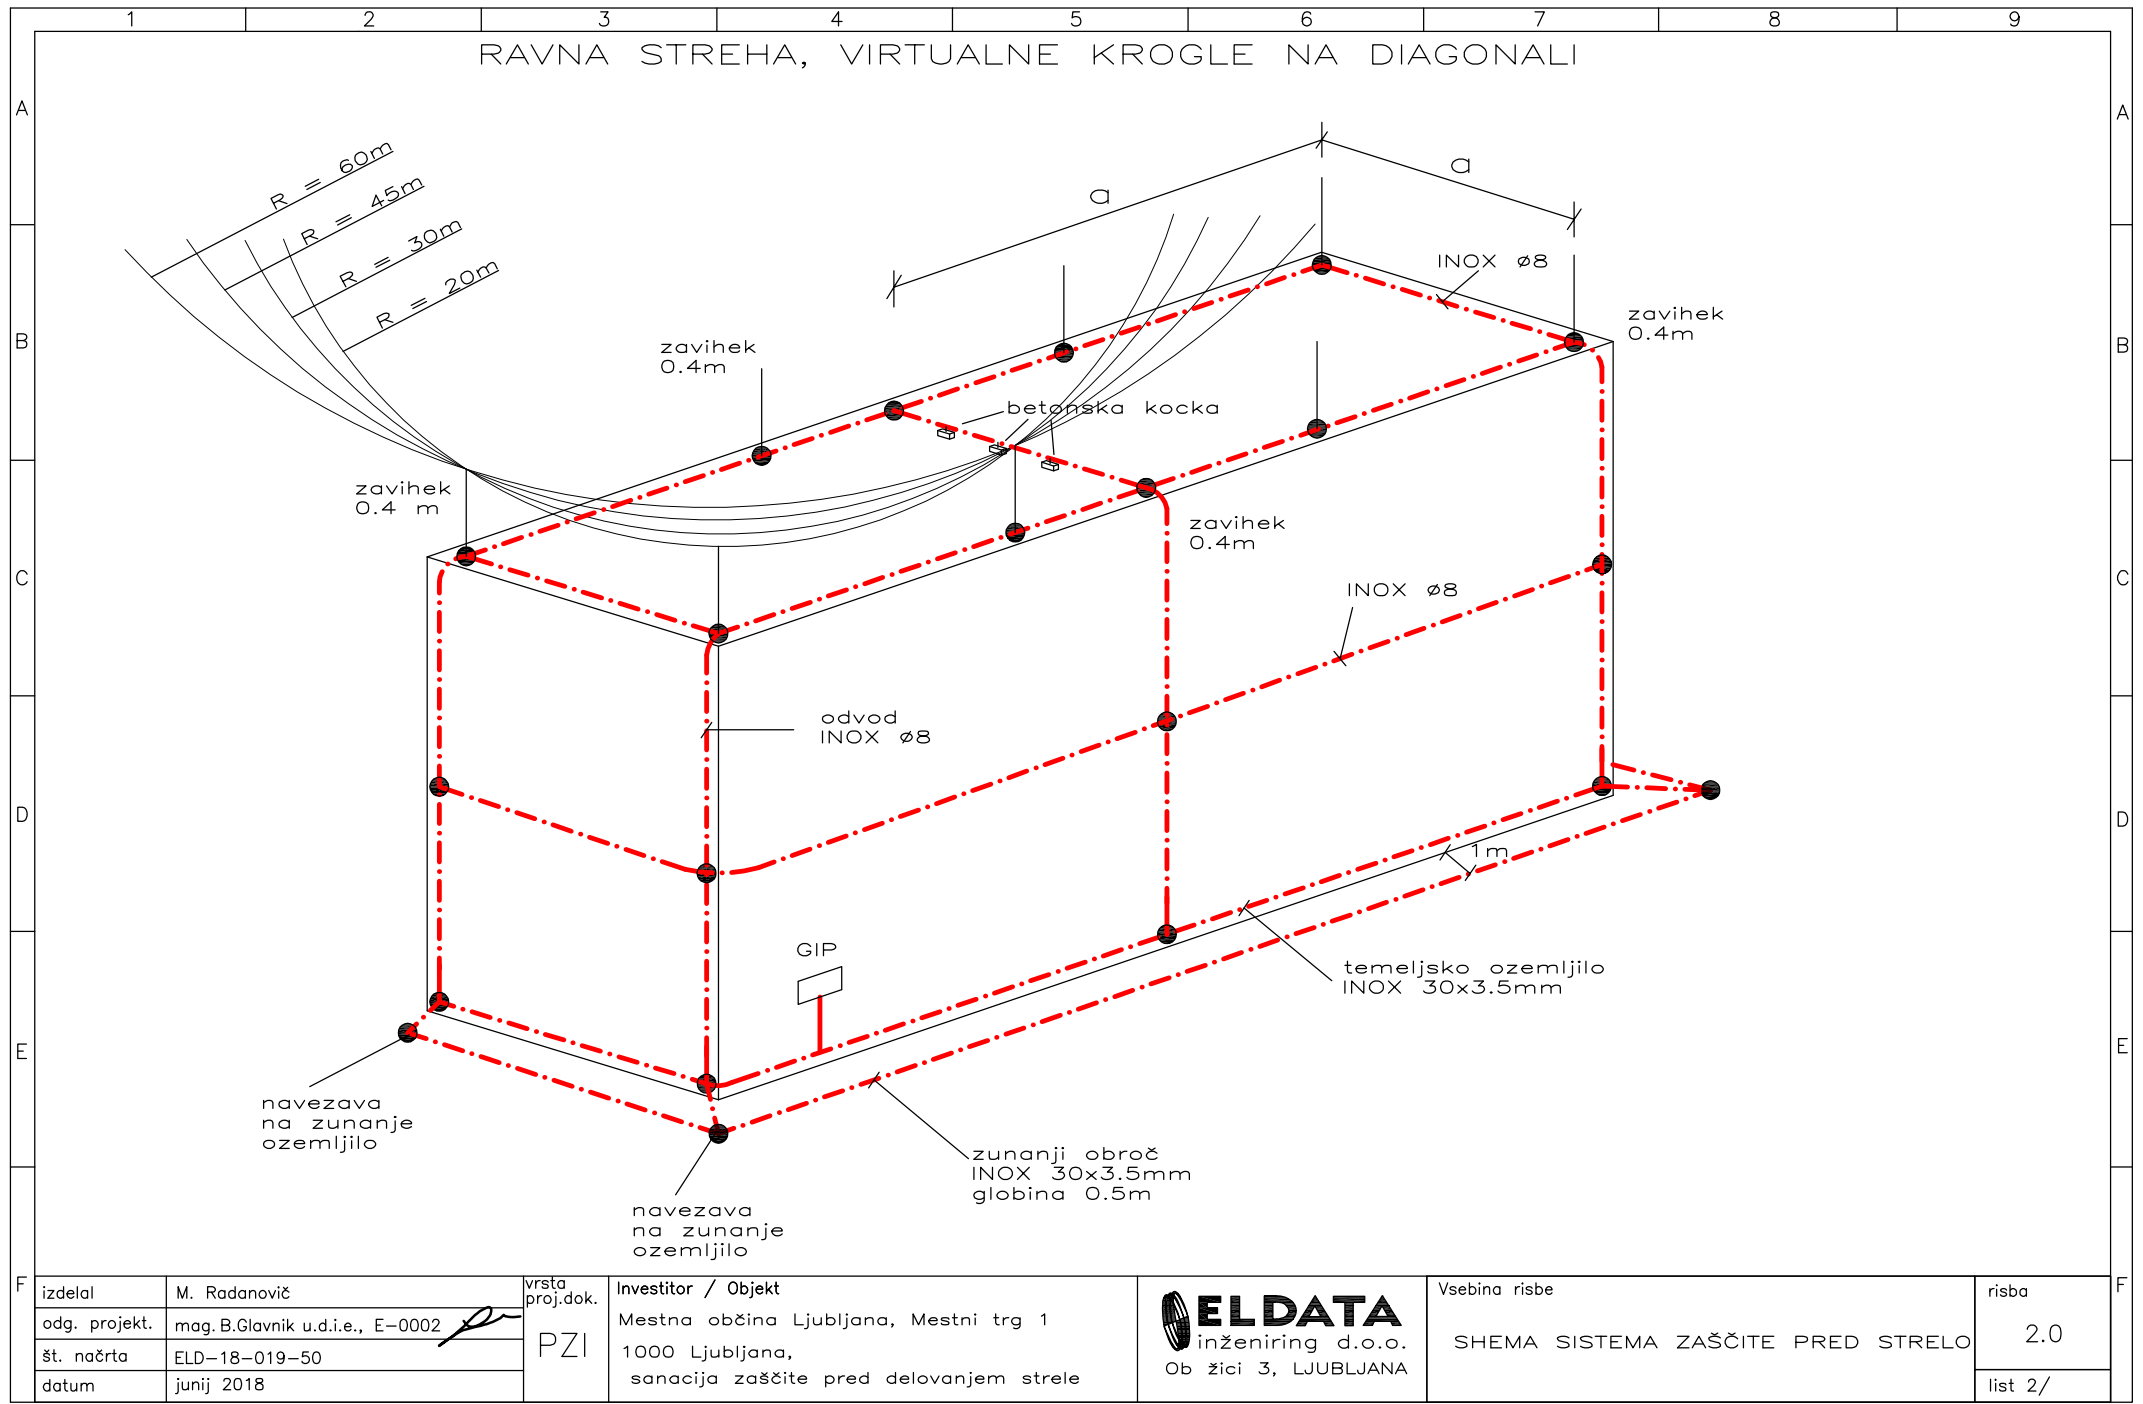 1 2 3 4 5 6 7 8 9
RAVNA STREHA, VIRTUALNE KROGLE NA DIAGONALI
A
A
R = 60m
R = 45m
R = 30m
R = 20m
a
a
INOX ø8
zavihek
0.4m
B
B
zavihek
0.4m
betonska kocka
zavihek
0.4 m
zavihek
0.4m
C
C
INOX ø8
odvod
INOX ø8
D
D
1m
GIP
temeljsko ozemljilo
INOX 30x3.5mm
E
E
navezava
na zunanje
ozemljilo
zunanji obroč
INOX 30x3.5mm
globina 0.5m
navezava
na zunanje
ozemljilo
F
F
izdelal
M. Radanovič
odg. projekt.
mag. B.Glavnik u.d.i.e., E-0002
št. načrta
ELD-18-019-50
datum
junij 2018
vrsta
proj.dok.
PZI
Investitor / Objekt
Mestna občina Ljubljana, Mestni trg 1
1000 Ljubljana,
sanacija zaščite pred delovanjem strele
ELDATA
inženiring d.o.o.
Ob žici 3, LJUBLJANA
Vsebina risbe
SHEMA SISTEMA ZAŠČITE PRED STRELO
risba
2.0
list 2/